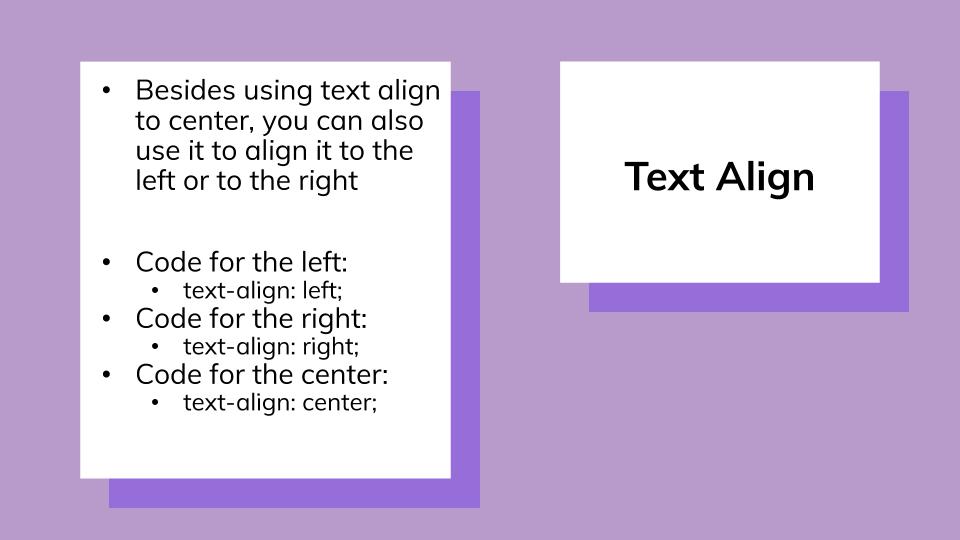 • Besides using text align
to center, you can also
use it to align it to the
left or to the right
• Code for the left:
• text-align: left;
• Code for the right:
• text-align: right;
• Code for the center:
• text-align: center;
Text Align